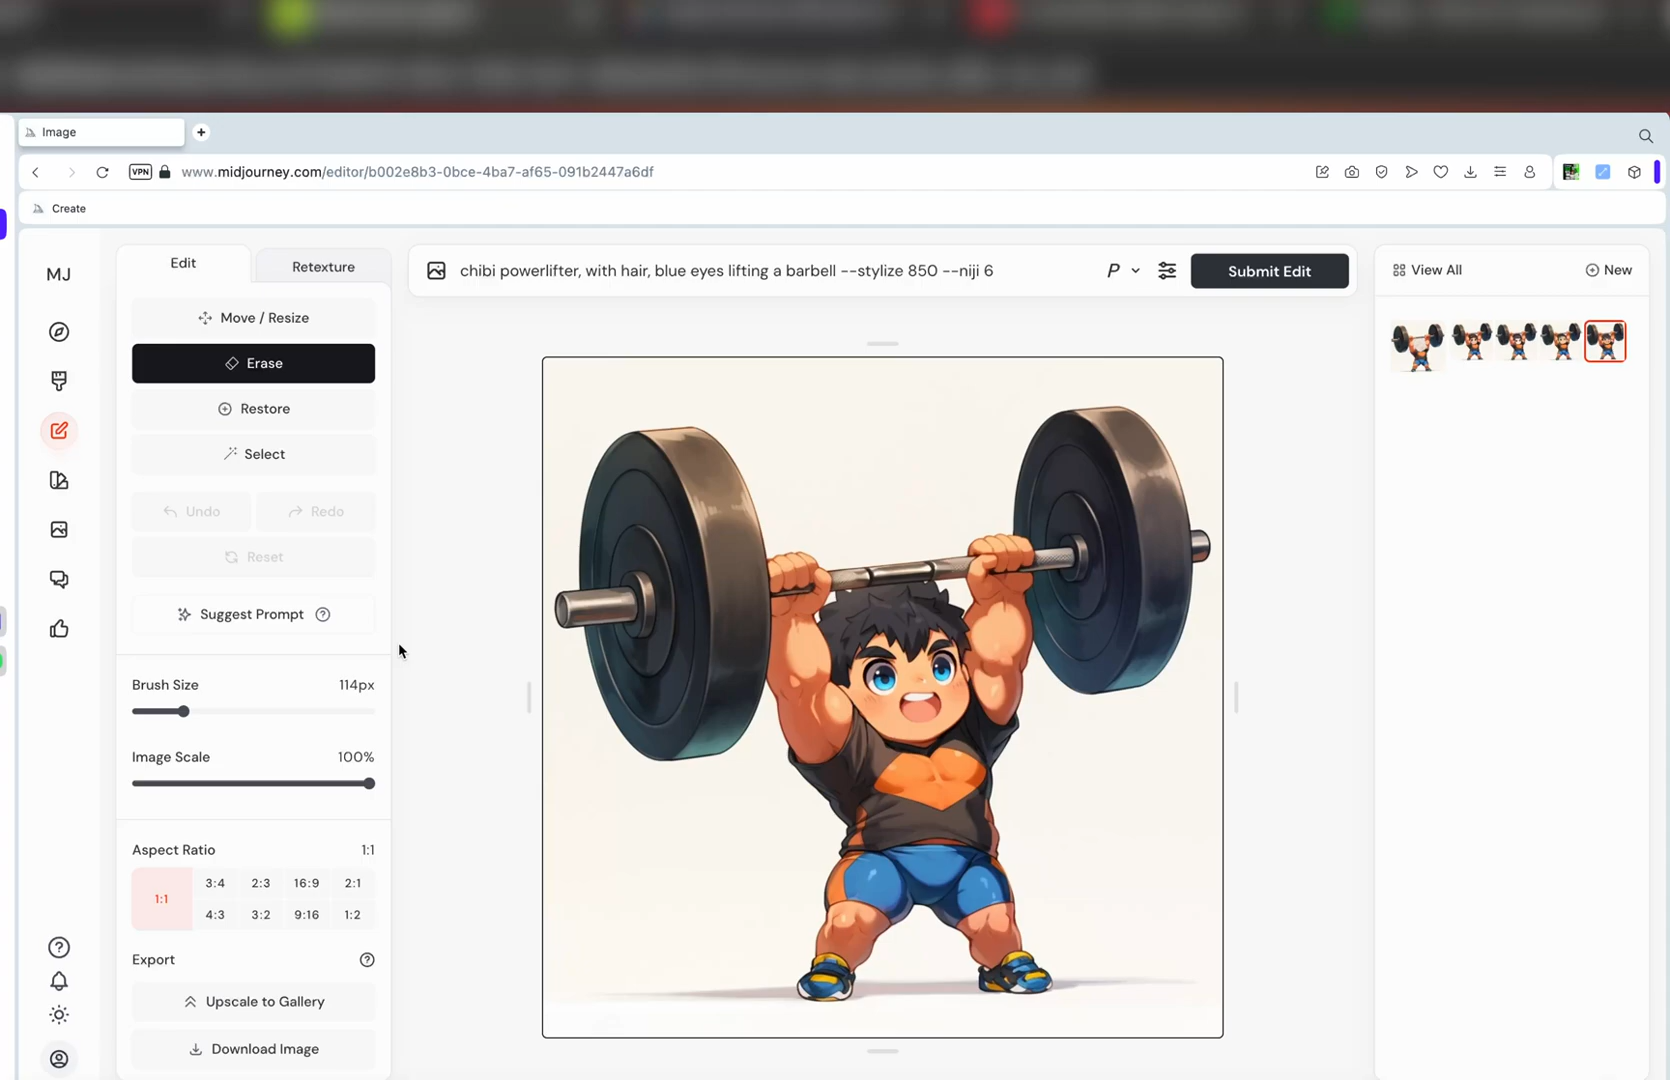 Image
VPN
www.midjourney.com/editor/b002e8b3-0bce-4ba7-af65-091b2447a6df
Create
MJ
Edit
Retexture
Move / Resize
Erase
Restore
Select
Undo
Redo
Reset
Suggest Prompt
Brush Size
114px
Image Scale
100%
Aspect Ratio
1:1
1:1
3:4
2:3
16:9
2:1
4:3
3:2
9:16
1:2
Export
Upscale to Gallery
Download Image
chibi powerlifter, with hair, blue eyes lifting a barbell --stylize 850 --niji 6
P
Submit Edit
View All
New